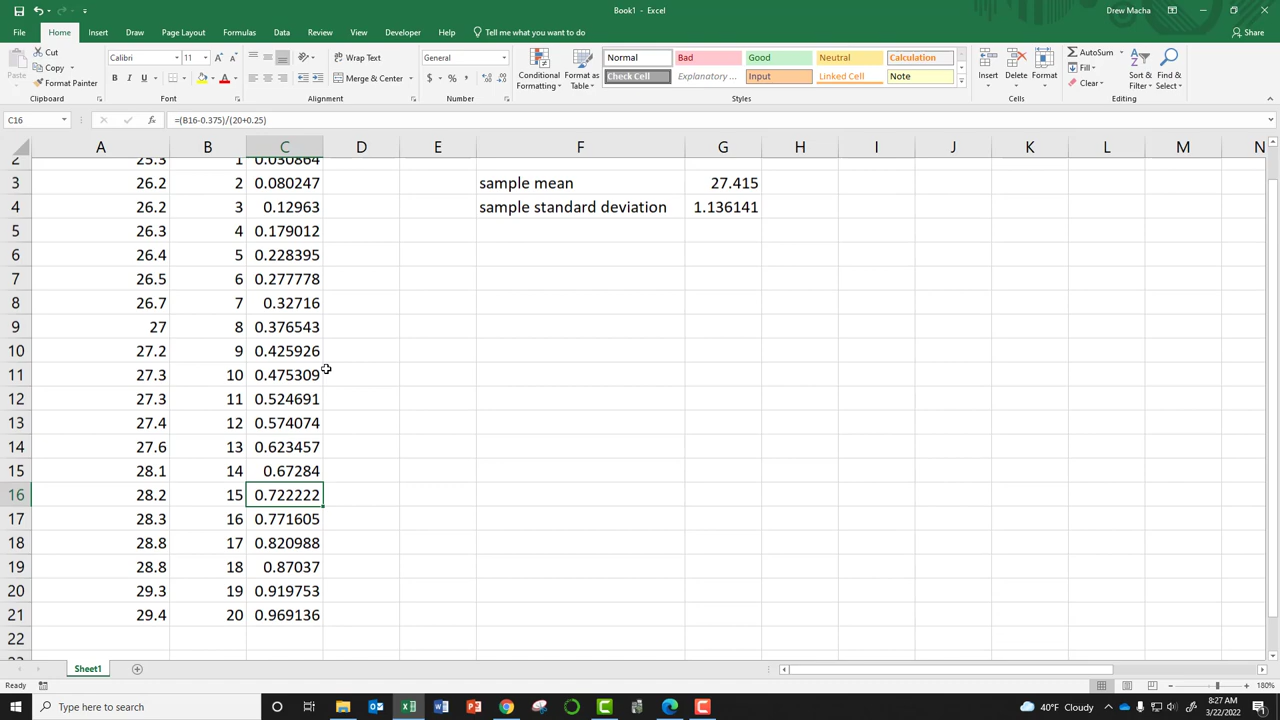 Book1 - Excel
Drew Macha
File Home Insert Draw Page Layout Formulas Data Review View Developer Help Tell me what you want to do Share
Paste Cut Copy Format Painter Clipboard
Calibri 11 B I U A A A Font
Wrap Text Merge & Center Alignment
General $ % , Number
Conditional Formatting Format as Table
Normal Bad Good Neutral Calculation
Check Cell Explanatory ... Input Linked Cell Note
Styles
Insert Delete Format Cells
AutoSum Fill Clear Sort & Filter Find & Select Editing
C16 fx =(B16-0.375)/(20+0.25)
A B C D E F G H I J K L M N
2 25.3 1 0.030864
3 26.2 2 0.080247 sample mean 27.415
4 26.2 3 0.12963 sample standard deviation 1.136141
5 26.3 4 0.179012
6 26.4 5 0.228395
7 26.5 6 0.277778
8 26.7 7 0.32716
9 27 8 0.376543
10 27.2 9 0.425926
11 27.3 10 0.475309
12 27.3 11 0.524691
13 27.4 12 0.574074
14 27.6 13 0.623457
15 28.1 14 0.67284
16 28.2 15 0.722222
17 28.3 16 0.771605
18 28.8 17 0.820988
19 28.8 18 0.87037
20 29.3 19 0.919753
21 29.4 20 0.969136
22
Sheet1
Ready 180%
Type here to search 40°F Cloudy 8:27 AM
3/22/2022